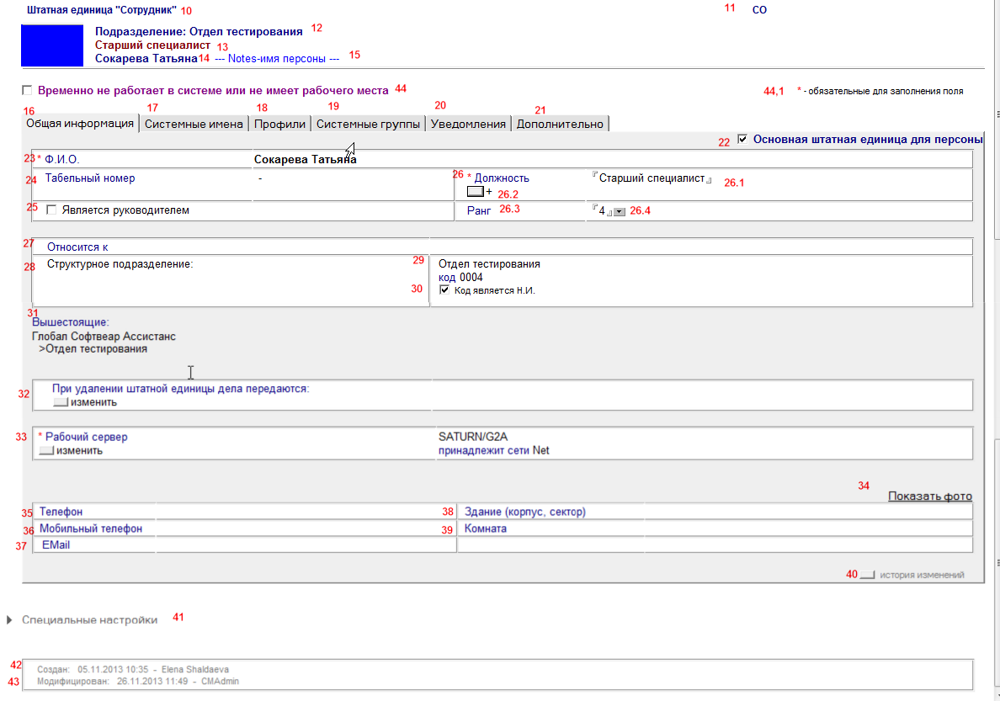 Штатная единица "Сотрудник" 10
11 СО
Подразделение: Отдел тестирования 12
Старший специалист 13
Сокарева Татьяна 14 --- Notes-имя персоны --- 15
Временно не работает в системе или не имеет рабочего места 44
44,1 * - обязательные для заполнения поля
16 17 18 19 20 21
Общая информация Системные имена Профили Системные группы Уведомления Дополнительно
22 Основная штатная единица для персоны
23 * Ф.И.О. Сокарева Татьяна
24 Табельный номер - 26 * Должность Старший специалист 26.1
+ 26.2
25 Является руководителем Ранг 26.3 4 26.4
27 Относится к
28 Структурное подразделение: 29 Отдел тестирования
код 0004
30 Код является Н.И.
31
Вышестоящие:
Глобал Софтвеар Ассистанс
>Отдел тестирования
32 При удалении штатной единицы дела передаются:
изменить
33 * Рабочий сервер SATURN/G2A
изменить принадлежит сети Net
34
Показать фото
35 Телефон 38 Здание (корпус, сектор)
36 Мобильный телефон 39 Комната
37 EMail
40 история изменений
Специальные настройки 41
42 Создан: 05.11.2013 10:35 - Elena Shaldaeva
43 Модифицирован: 26.11.2013 11:49 - CMAdmin